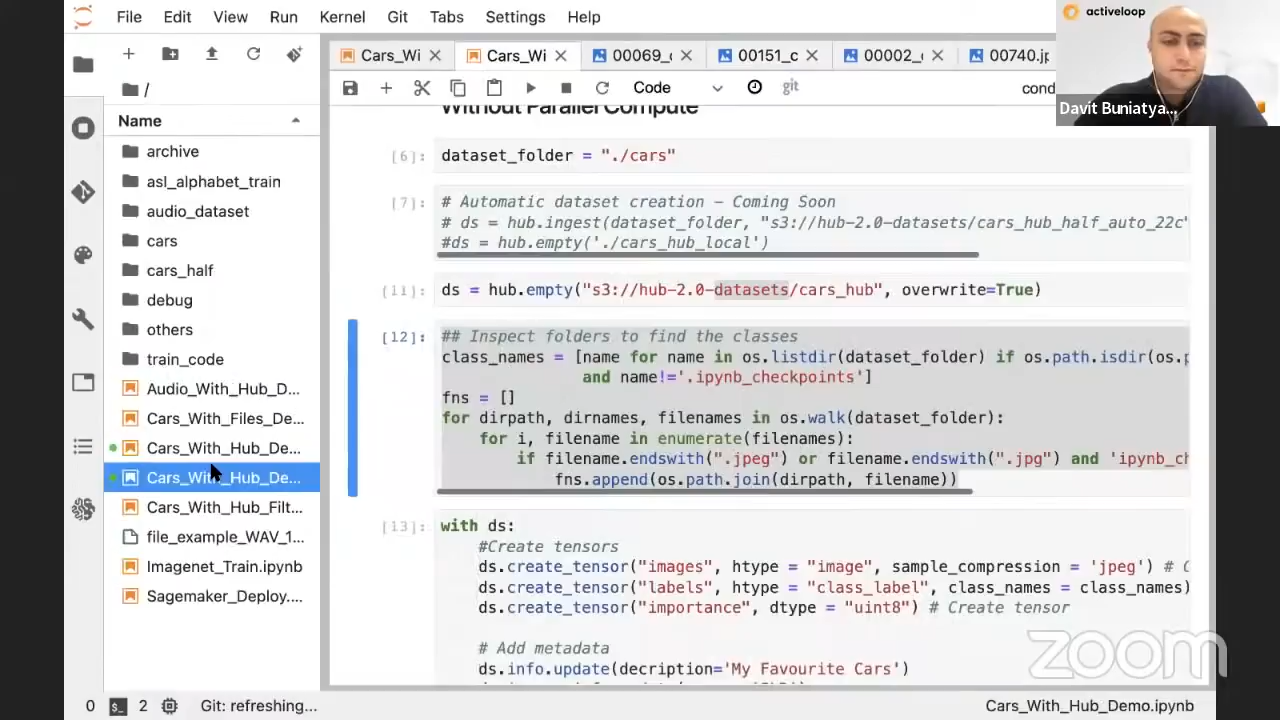 File Edit View Run Kernel Git Tabs Settings Help
activeloop
Davit Buniatya...
Cars_Wi
Cars_Wi
00069_c
00151_c
00002_
00740.jp
Code
git
cond
/
Name
archive
asl_alphabet_train
audio_dataset
cars
cars_half
debug
others
train_code
Audio_With_Hub_D...
Cars_With_Files_De...
Cars_With_Hub_De...
Cars_With_Hub_De...
Cars_With_Hub_Filt...
file_example_WAV_1...
Imagenet_Train.ipynb
Sagemaker_Deploy....
Without Parallel Compute
[6]: dataset_folder = "./cars"
[7]: # Automatic dataset creation - Coming Soon
# ds = hub.ingest(dataset_folder, "s3://hub-2.0-datasets/cars_hub_half_auto_22c"
#ds = hub.empty('./cars_hub_local')
[11]: ds = hub.empty("s3://hub-2.0-datasets/cars_hub", overwrite=True)
[12]: ## Inspect folders to find the classes
class_names = [name for name in os.listdir(dataset_folder) if os.path.isdir(os.p
and name!='.ipynb_checkpoints']
fns = []
for dirpath, dirnames, filenames in os.walk(dataset_folder):
for i, filename in enumerate(filenames):
if filename.endswith(".jpeg") or filename.endswith(".jpg") and 'ipynb_ch
fns.append(os.path.join(dirpath, filename))
[13]: with ds:
#Create tensors
ds.create_tensor("images", htype = "image", sample_compression = 'jpeg') # C
ds.create_tensor("labels", htype = "class_label", class_names = class_names)
ds.create_tensor("importance", dtype = "uint8") # Create tensor
# Add metadata
ds.info.update(decription='My Favourite Cars')
zoom
0 $_ 2 Git: refreshing... Cars_With_Hub_Demo.ipynb